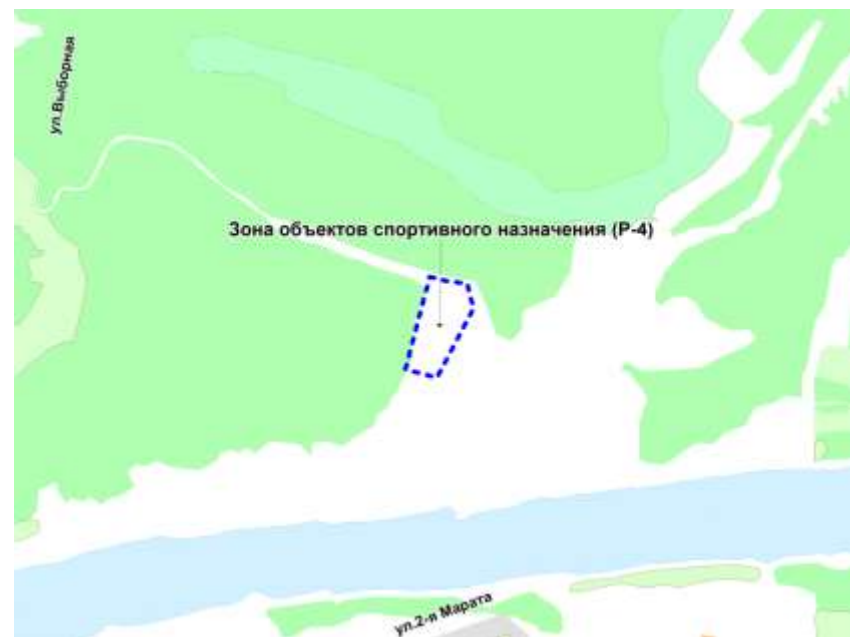 ул.Выборная
Зона объектов спортивного назначения (Р-4)
ул.2-я Марата